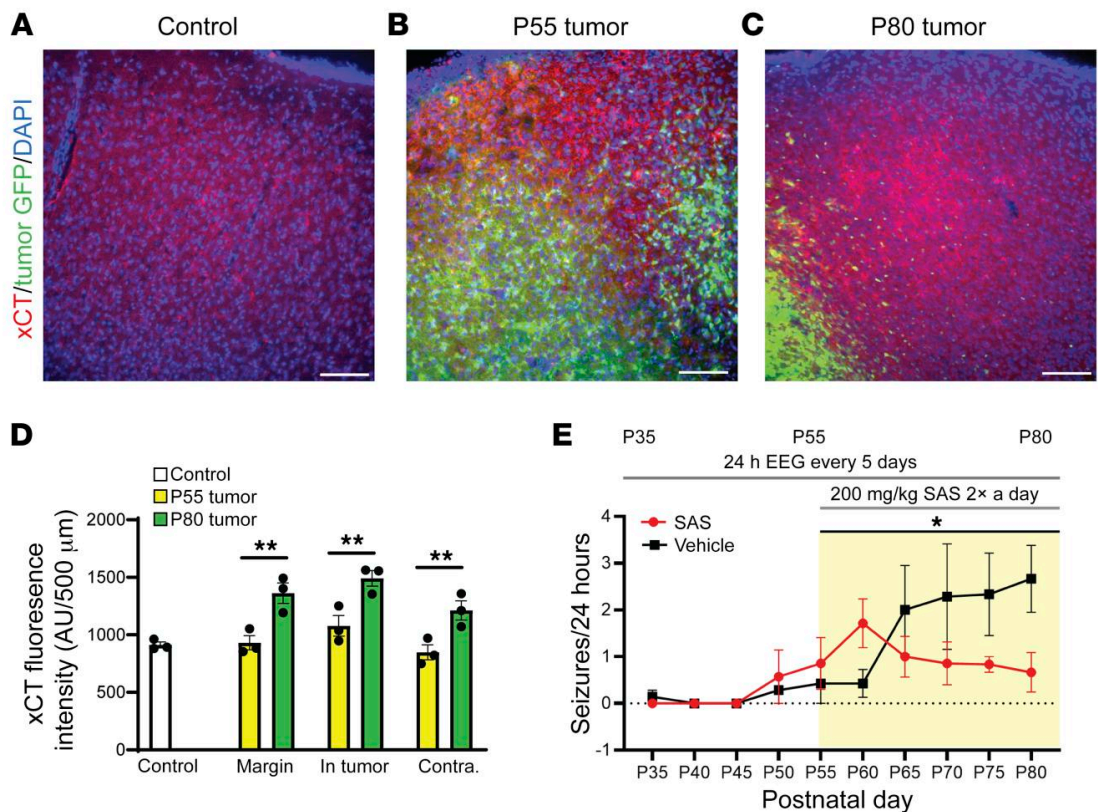 A
Control
B
P55 tumor
C
P80 tumor
xCT/tumor GFP/DAPI
D
Control
P55 tumor
P80 tumor
xCT fluoresence
intensity (AU/500 µm)
2000
1500
1000
500
0
**
**
**
Control
Margin
In tumor
Contra.
E
P35
P55
P80
24 h EEG every 5 days
200 mg/kg SAS 2× a day
SAS
Vehicle
*
Seizures/24 hours
4
3
2
1
0
-1
P35 P40 P45 P50 P55 P60 P65 P70 P75 P80
Postnatal day